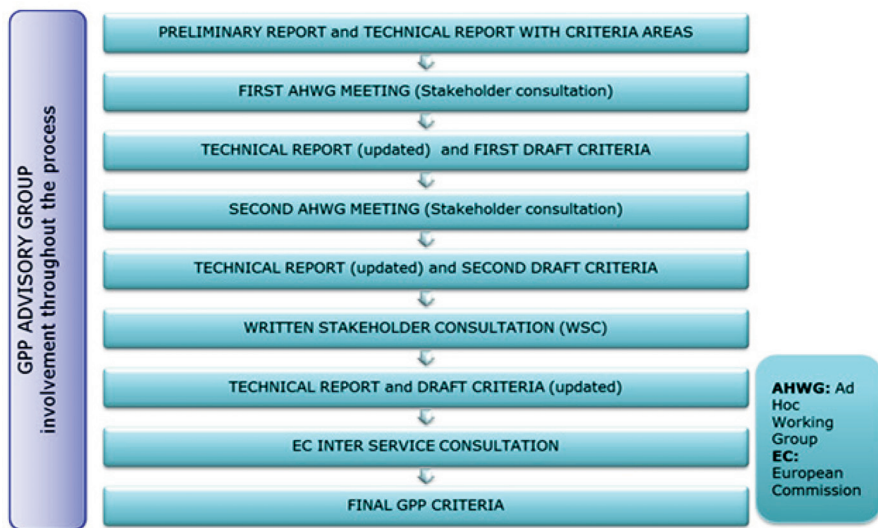 GPP ADVISORY GROUP
involvement throughout the process
PRELIMINARY REPORT and TECHNICAL REPORT WITH CRITERIA AREAS
FIRST AHWG MEETING (Stakeholder consultation)
TECHNICAL REPORT (updated) and FIRST DRAFT CRITERIA
SECOND AHWG MEETING (Stakeholder consultation)
TECHNICAL REPORT (updated) and SECOND DRAFT CRITERIA
WRITTEN STAKEHOLDER CONSULTATION (WSC)
TECHNICAL REPORT and DRAFT CRITERIA (updated)
EC INTER SERVICE CONSULTATION
FINAL GPP CRITERIA
AHWG: Ad
Hoc
Working
Group
EC:
European
Commission